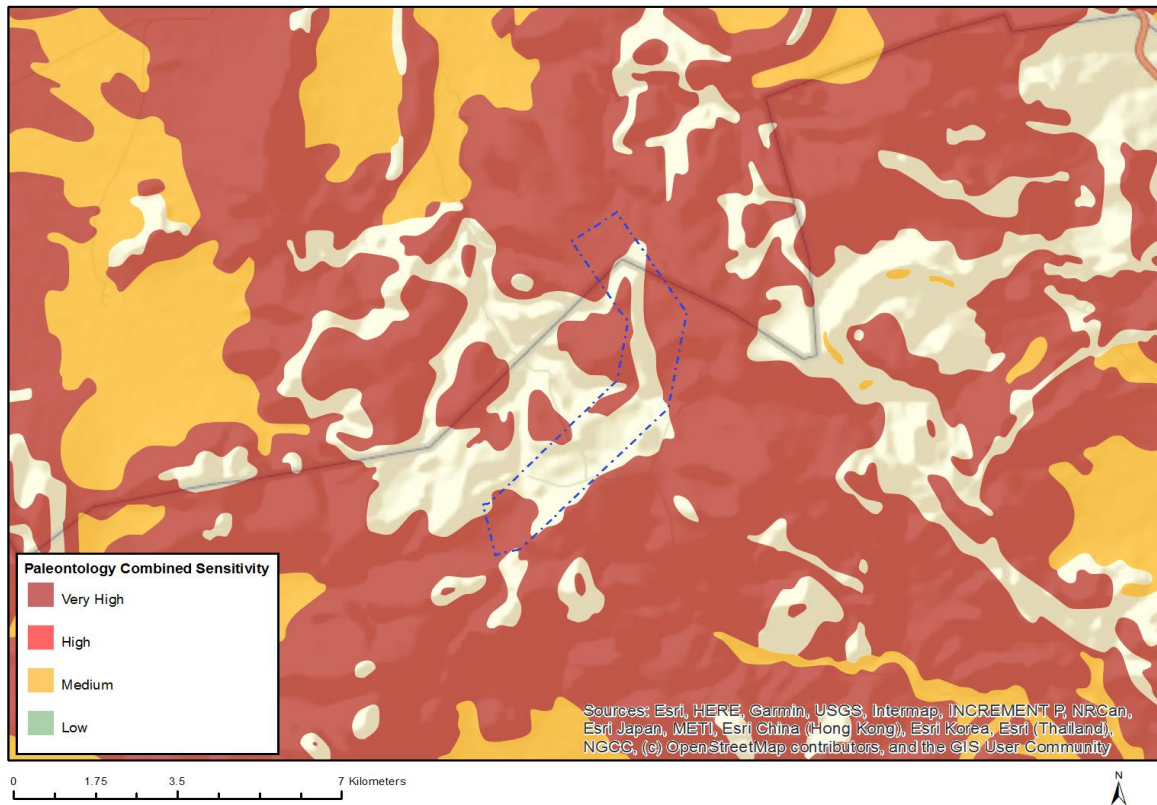 Paleontology Combined Sensitivity
Very High
High
Medium
Low
Sources: Esri, HERE, Garmin, USGS, Intermap, INCREMENT P, NRCan,
Esri Japan, METI, Esri China (Hong Kong), Esri Korea, Esri (Thailand),
NGCC, (c) OpenStreetMap contributors, and the GIS User Community
0 1.75 3.5 7 Kilometers
N